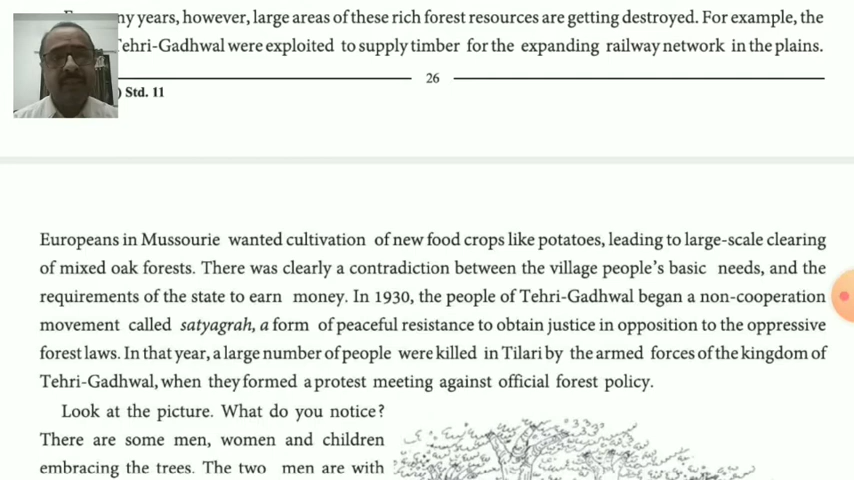 ny years, however, large areas of these rich forest resources are getting destroyed. For example, the
Tehri-Gadhwal were exploited to supply timber for the expanding railway network in the plains.
26
) Std. 11
Europeans in Mussourie wanted cultivation of new food crops like potatoes, leading to large-scale clearing
of mixed oak forests. There was clearly a contradiction between the village people's basic needs, and the
requirements of the state to earn money. In 1930, the people of Tehri-Gadhwal began a non-cooperation
movement called satyagrah, a form of peaceful resistance to obtain justice in opposition to the oppressive
forest laws. In that year, a large number of people were killed in Tilari by the armed forces of the kingdom of
Tehri-Gadhwal, when they formed a protest meeting against official forest policy.
Look at the picture. What do you notice?
There are some men, women and children
embracing the trees. The two men are with